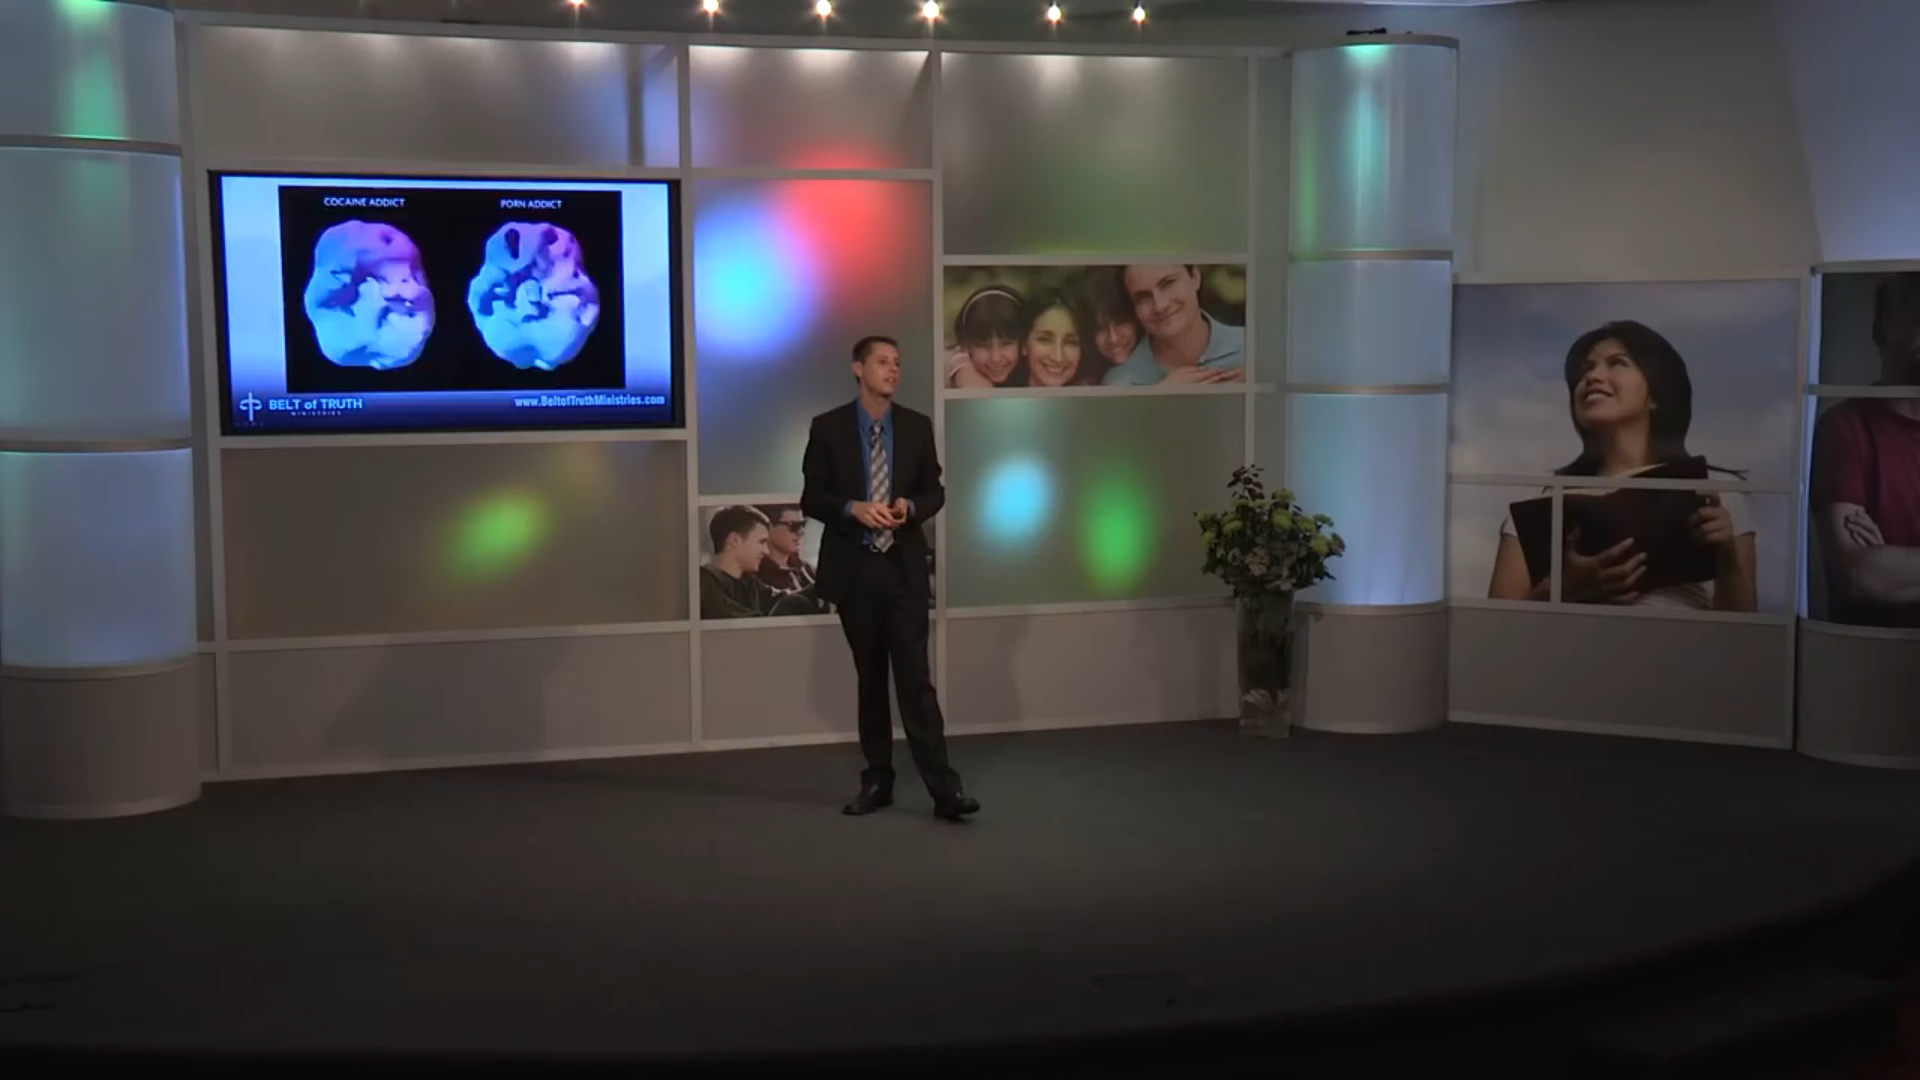 COCAINE ADDICT
PORN ADDICT
BELT of TRUTH
MINISTRIES
www.BeltofTruthMinistries.com